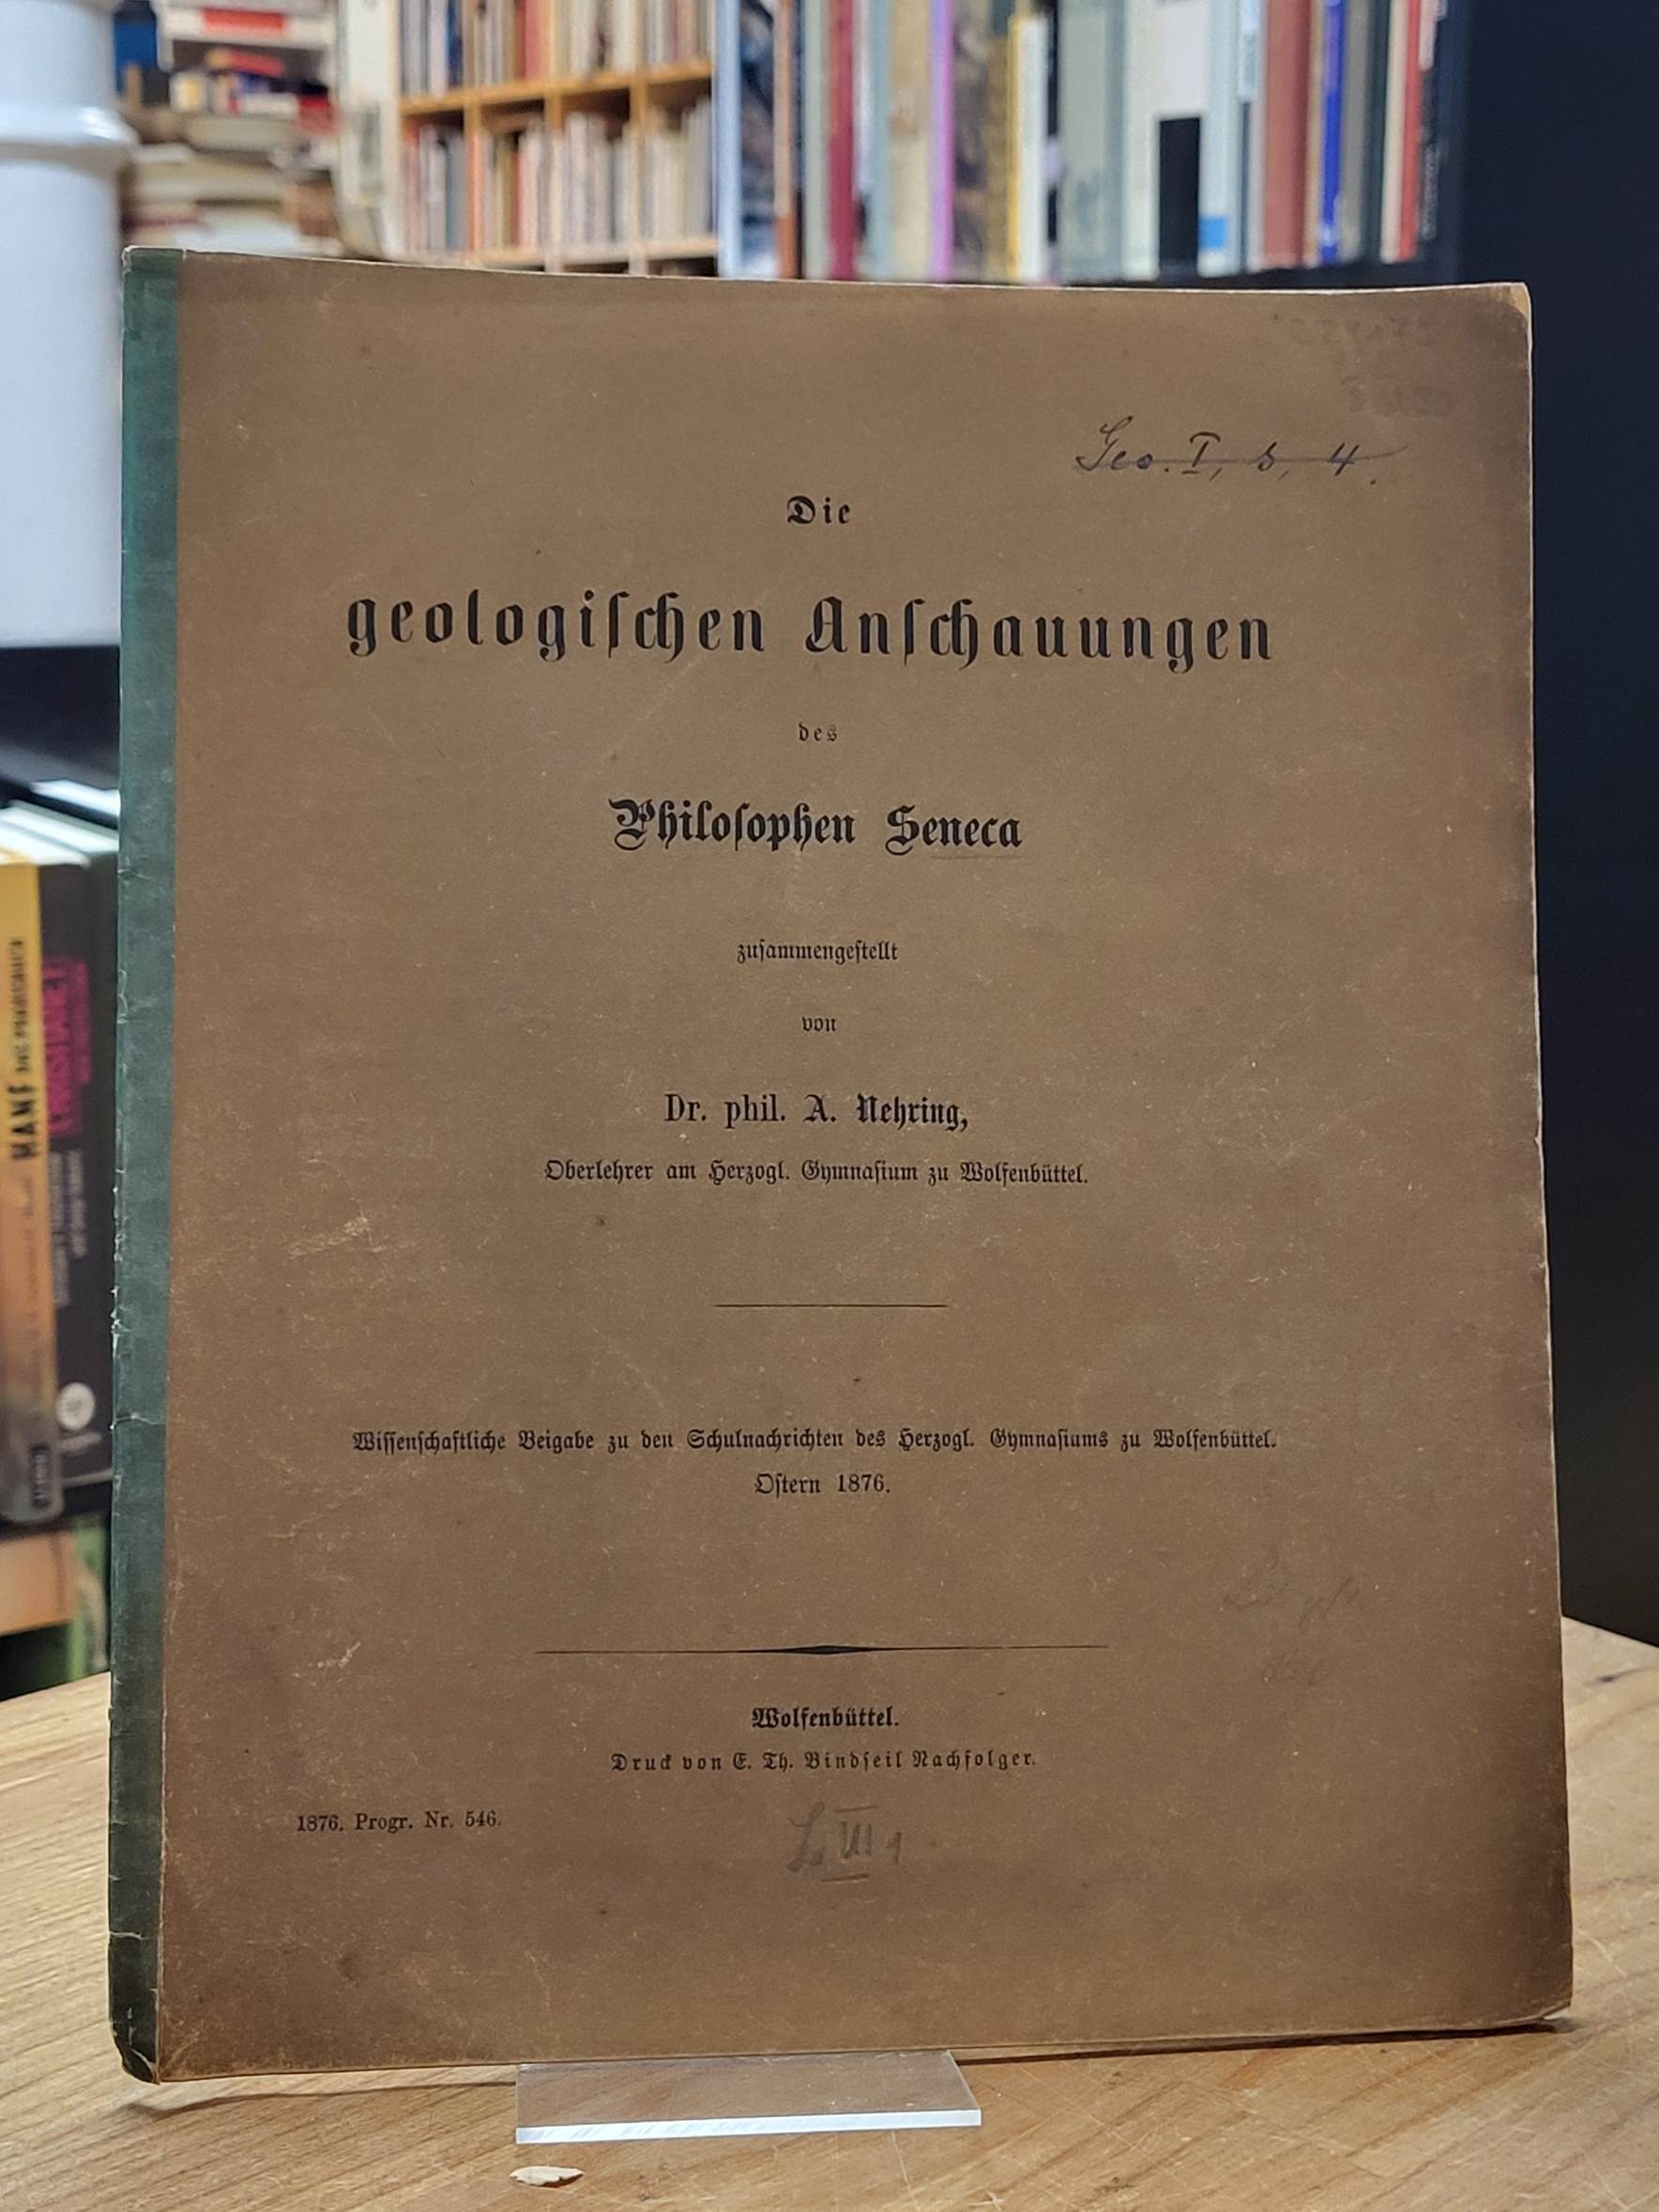 Geo. I, 3, 4.
Die
geologiſchen Anſchauungen
des
Philoſophen Seneca
zuſammengeſtellt
von
Dr. phil. A. Nehring,
Oberlehrer am Herzogl. Gymnaſium zu Wolfenbüttel.
Wiſſenſchaftliche Beigabe zu den Schulnachrichten des Herzogl. Gymnaſiums zu Wolfenbüttel.
Oſtern 1876.
Wolfenbüttel.
Druck von E. Th. Bindſeil Nachfolger.
1876. Progr. Nr. 546.
HANS